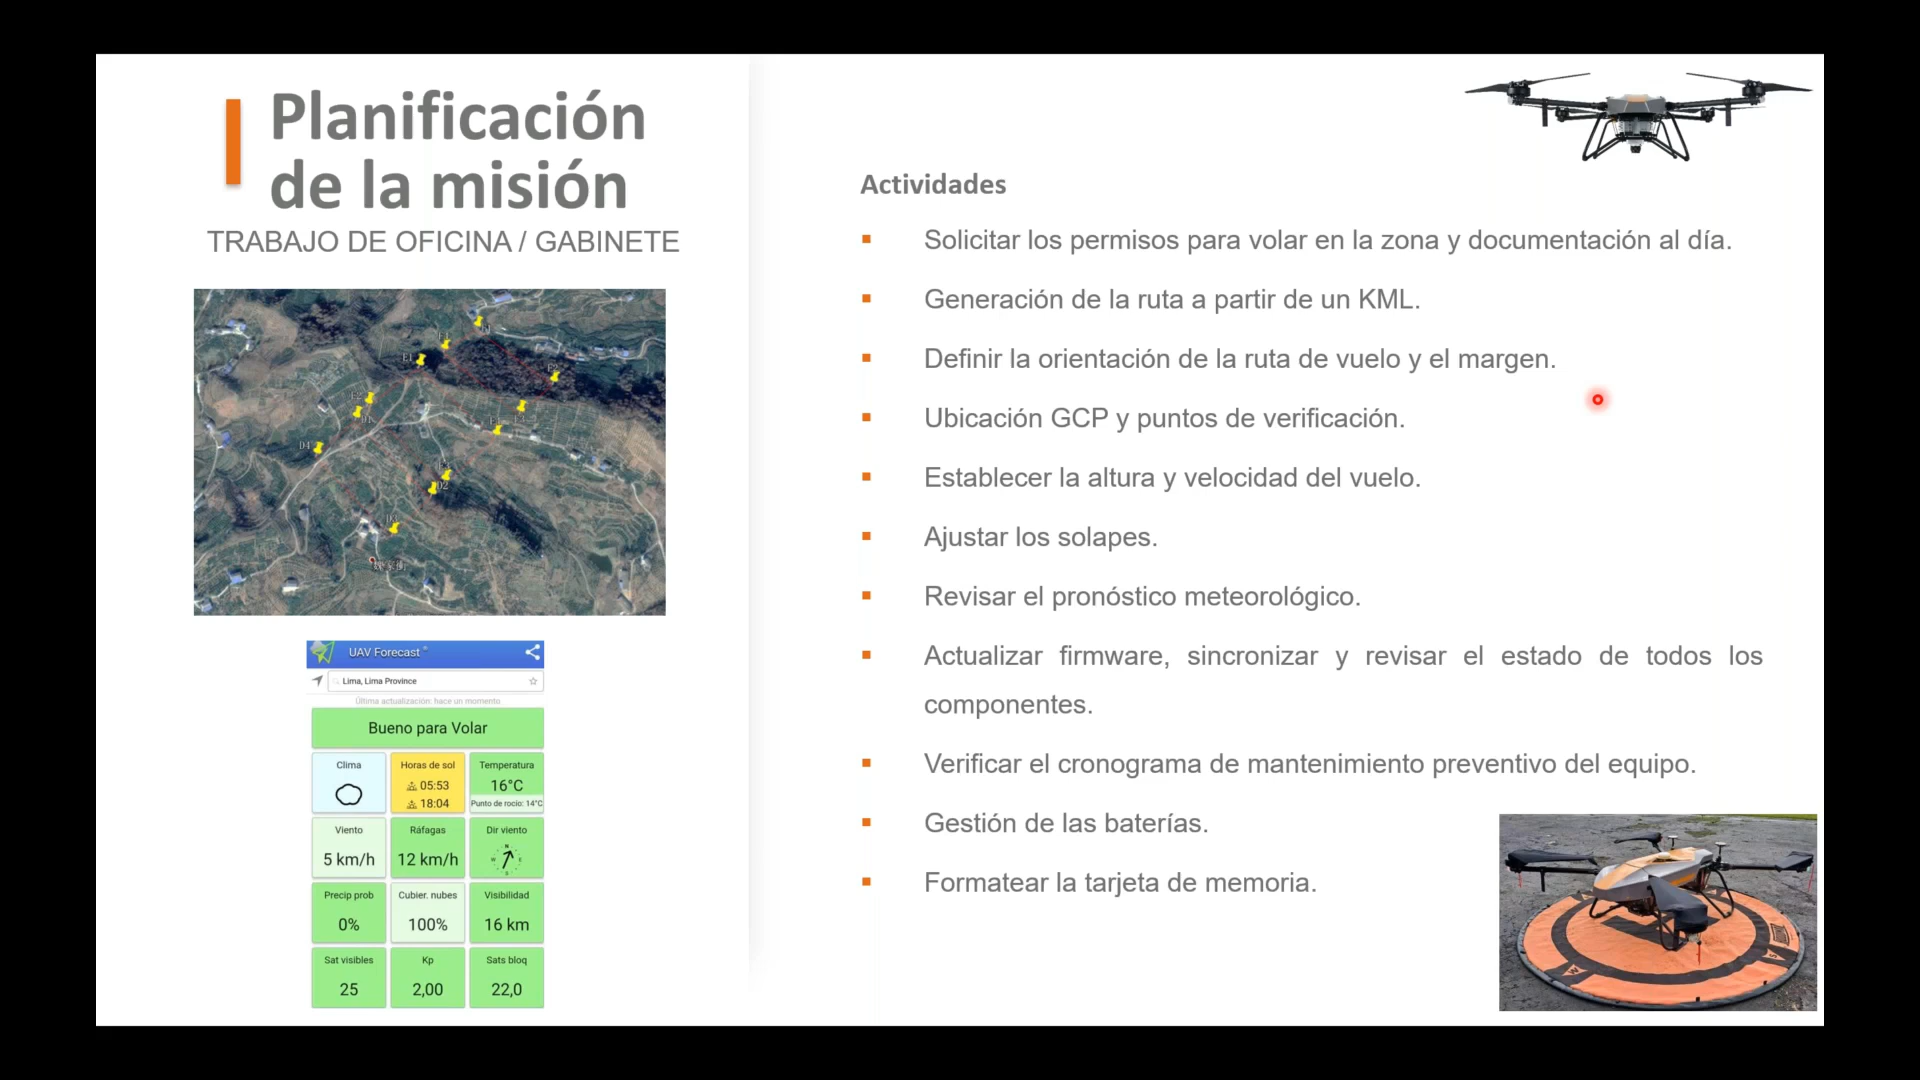 Planificación
de la misión
TRABAJO DE OFICINA / GABINETE
D4
D2
UAV Forecast
Lima, Lima Province
Última actualización: hace un momento
Bueno para Volar
Clima
Horas de sol
05:53
18:04
Temperatura
16°C
Punto de rocio: 14°C
Viento
5 km/h
Ráfagas
12 km/h
Dir viento
Precip prob
0%
Cubier. nubes
100%
Visibilidad
16 km
Sat visibles
25
Kp
2,00
Sats bloq
22,0
Actividades
Solicitar los permisos para volar en la zona y documentación al día.
Generación de la ruta a partir de un KML.
Definir la orientación de la ruta de vuelo y el margen.
Ubicación GCP y puntos de verificación.
Establecer la altura y velocidad del vuelo.
Ajustar los solapes.
Revisar el pronóstico meteorológico.
Actualizar firmware, sincronizar y revisar el estado de todos los
componentes.
Verificar el cronograma de mantenimiento preventivo del equipo.
Gestión de las baterías.
Formatear la tarjeta de memoria.